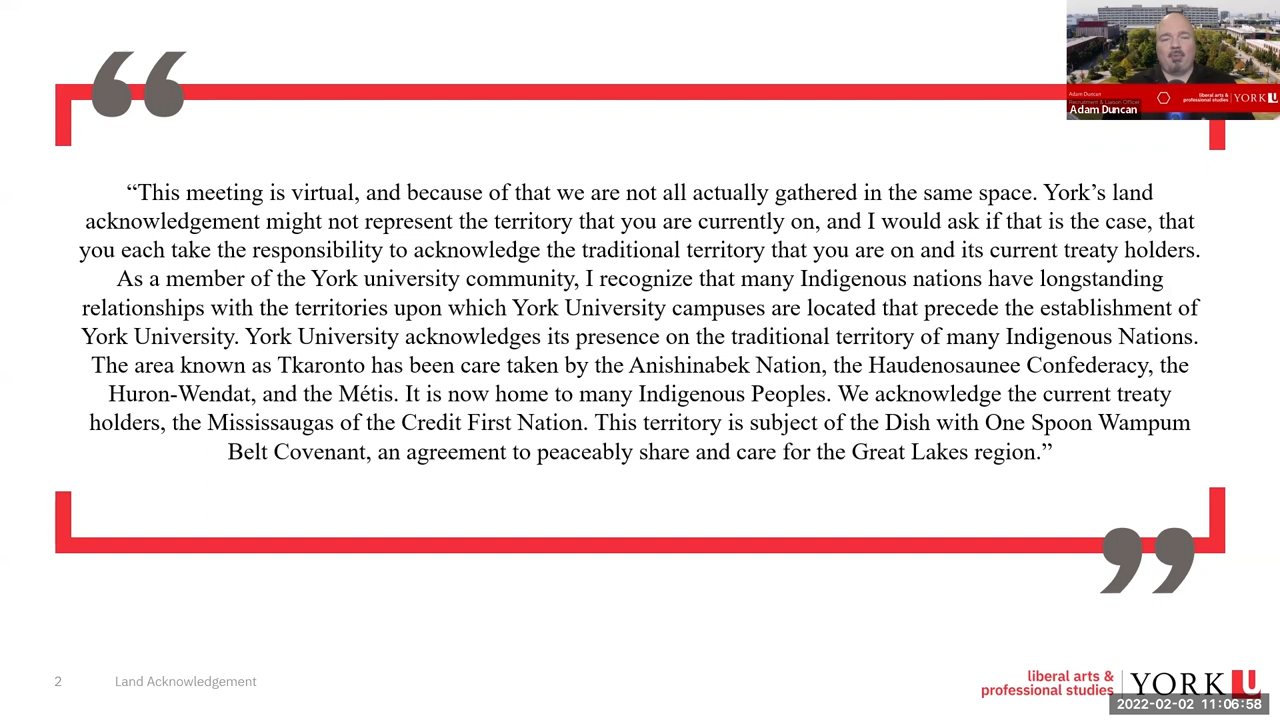 “This meeting is virtual, and because of that we are not all actually gathered in the same space. York’s land
acknowledgement might not represent the territory that you are currently on, and I would ask if that is the case, that
you each take the responsibility to acknowledge the traditional territory that you are on and its current treaty holders.
As a member of the York university community, I recognize that many Indigenous nations have longstanding
relationships with the territories upon which York University campuses are located that precede the establishment of
York University. York University acknowledges its presence on the traditional territory of many Indigenous Nations.
The area known as Tkaronto has been care taken by the Anishinabek Nation, the Haudenosaunee Confederacy, the
Huron-Wendat, and the Métis. It is now home to many Indigenous Peoples. We acknowledge the current treaty
holders, the Mississaugas of the Credit First Nation. This territory is subject of the Dish with One Spoon Wampum
Belt Covenant, an agreement to peaceably share and care for the Great Lakes region.”
Adam Duncan
Recruitment & Liaison Officer
Adam Duncan
liberal arts &
professional studies
YORK U
2
Land Acknowledgement
liberal arts &
professional studies
YORK U
2022-02-02 11:06:58